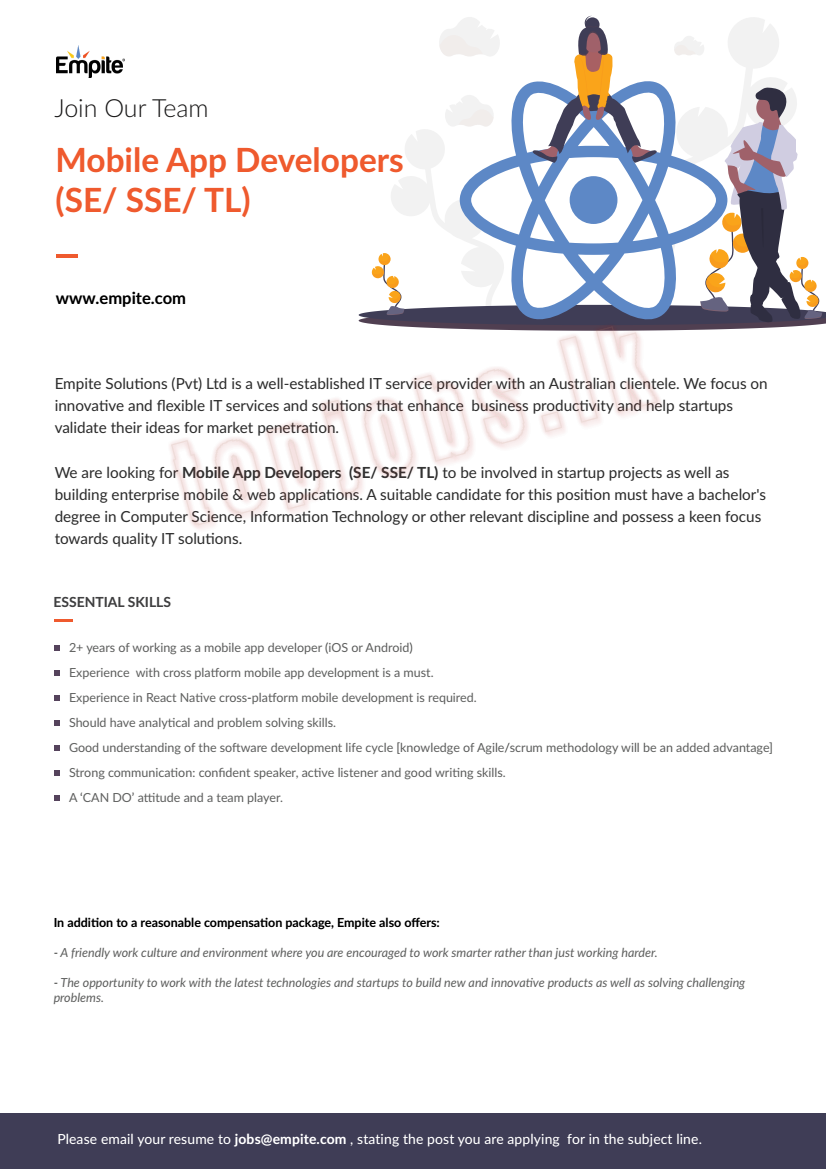 Empite
Join Our Team
Mobile App Developers
(SE/ SSE/ TL)
www.empite.com
topjobs.lk
Empite Solutions (Pvt) Ltd is a well-established IT service provider with an Australian clientele. We focus on
innovative and flexible IT services and solutions that enhance  business productivity and help startups
validate their ideas for market penetration.
We are looking for Mobile App Developers  (SE/ SSE/ TL) to be involved in startup projects as well as
building enterprise mobile & web applications. A suitable candidate for this position must have a bachelor's
degree in Computer Science, Information Technology or other relevant discipline and possess a keen focus
towards quality IT solutions.
ESSENTIAL SKILLS
2+ years of working as a mobile app developer (iOS or Android)
Experience  with cross platform mobile app development is a must.
Experience in React Native cross-platform mobile development is required.
Should have analytical and problem solving skills.
Good understanding of the software development life cycle [knowledge of Agile/scrum methodology will be an added advantage]
Strong communication: confident speaker, active listener and good writing skills.
A ‘CAN DO’ attitude and a team player.
In addition to a reasonable compensation package, Empite also offers:
- A friendly work culture and environment where you are encouraged to work smarter rather than just working harder.
- The opportunity to work with the latest technologies and startups to build new and innovative products as well as solving challenging
problems.
Please email your resume to jobs@empite.com , stating the post you are applying  for in the subject line.